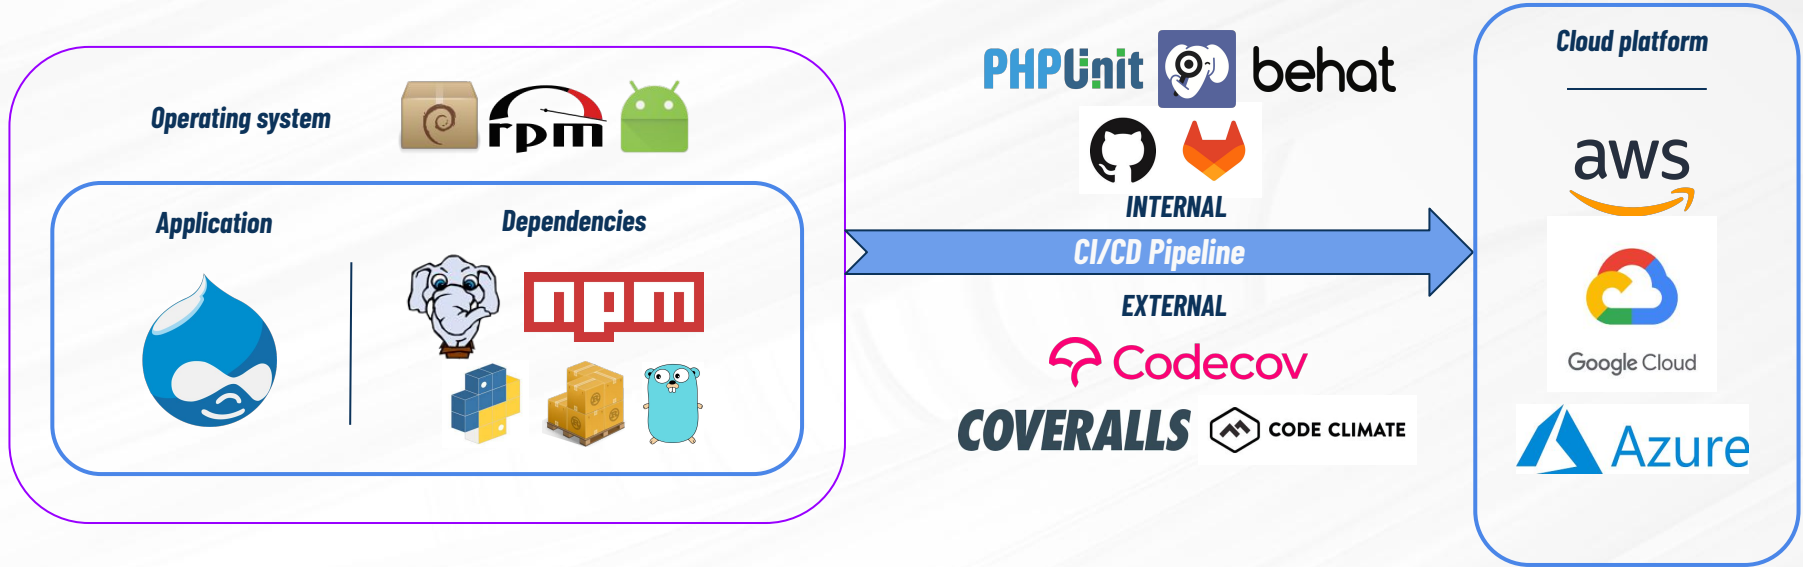 Operating system
rpm
Application
Dependencies
npm
PHPUnit
behat
INTERNAL
CI/CD Pipeline
EXTERNAL
Codecov
COVERALLS
CODE CLIMATE
Cloud platform
aws
Google Cloud
Azure